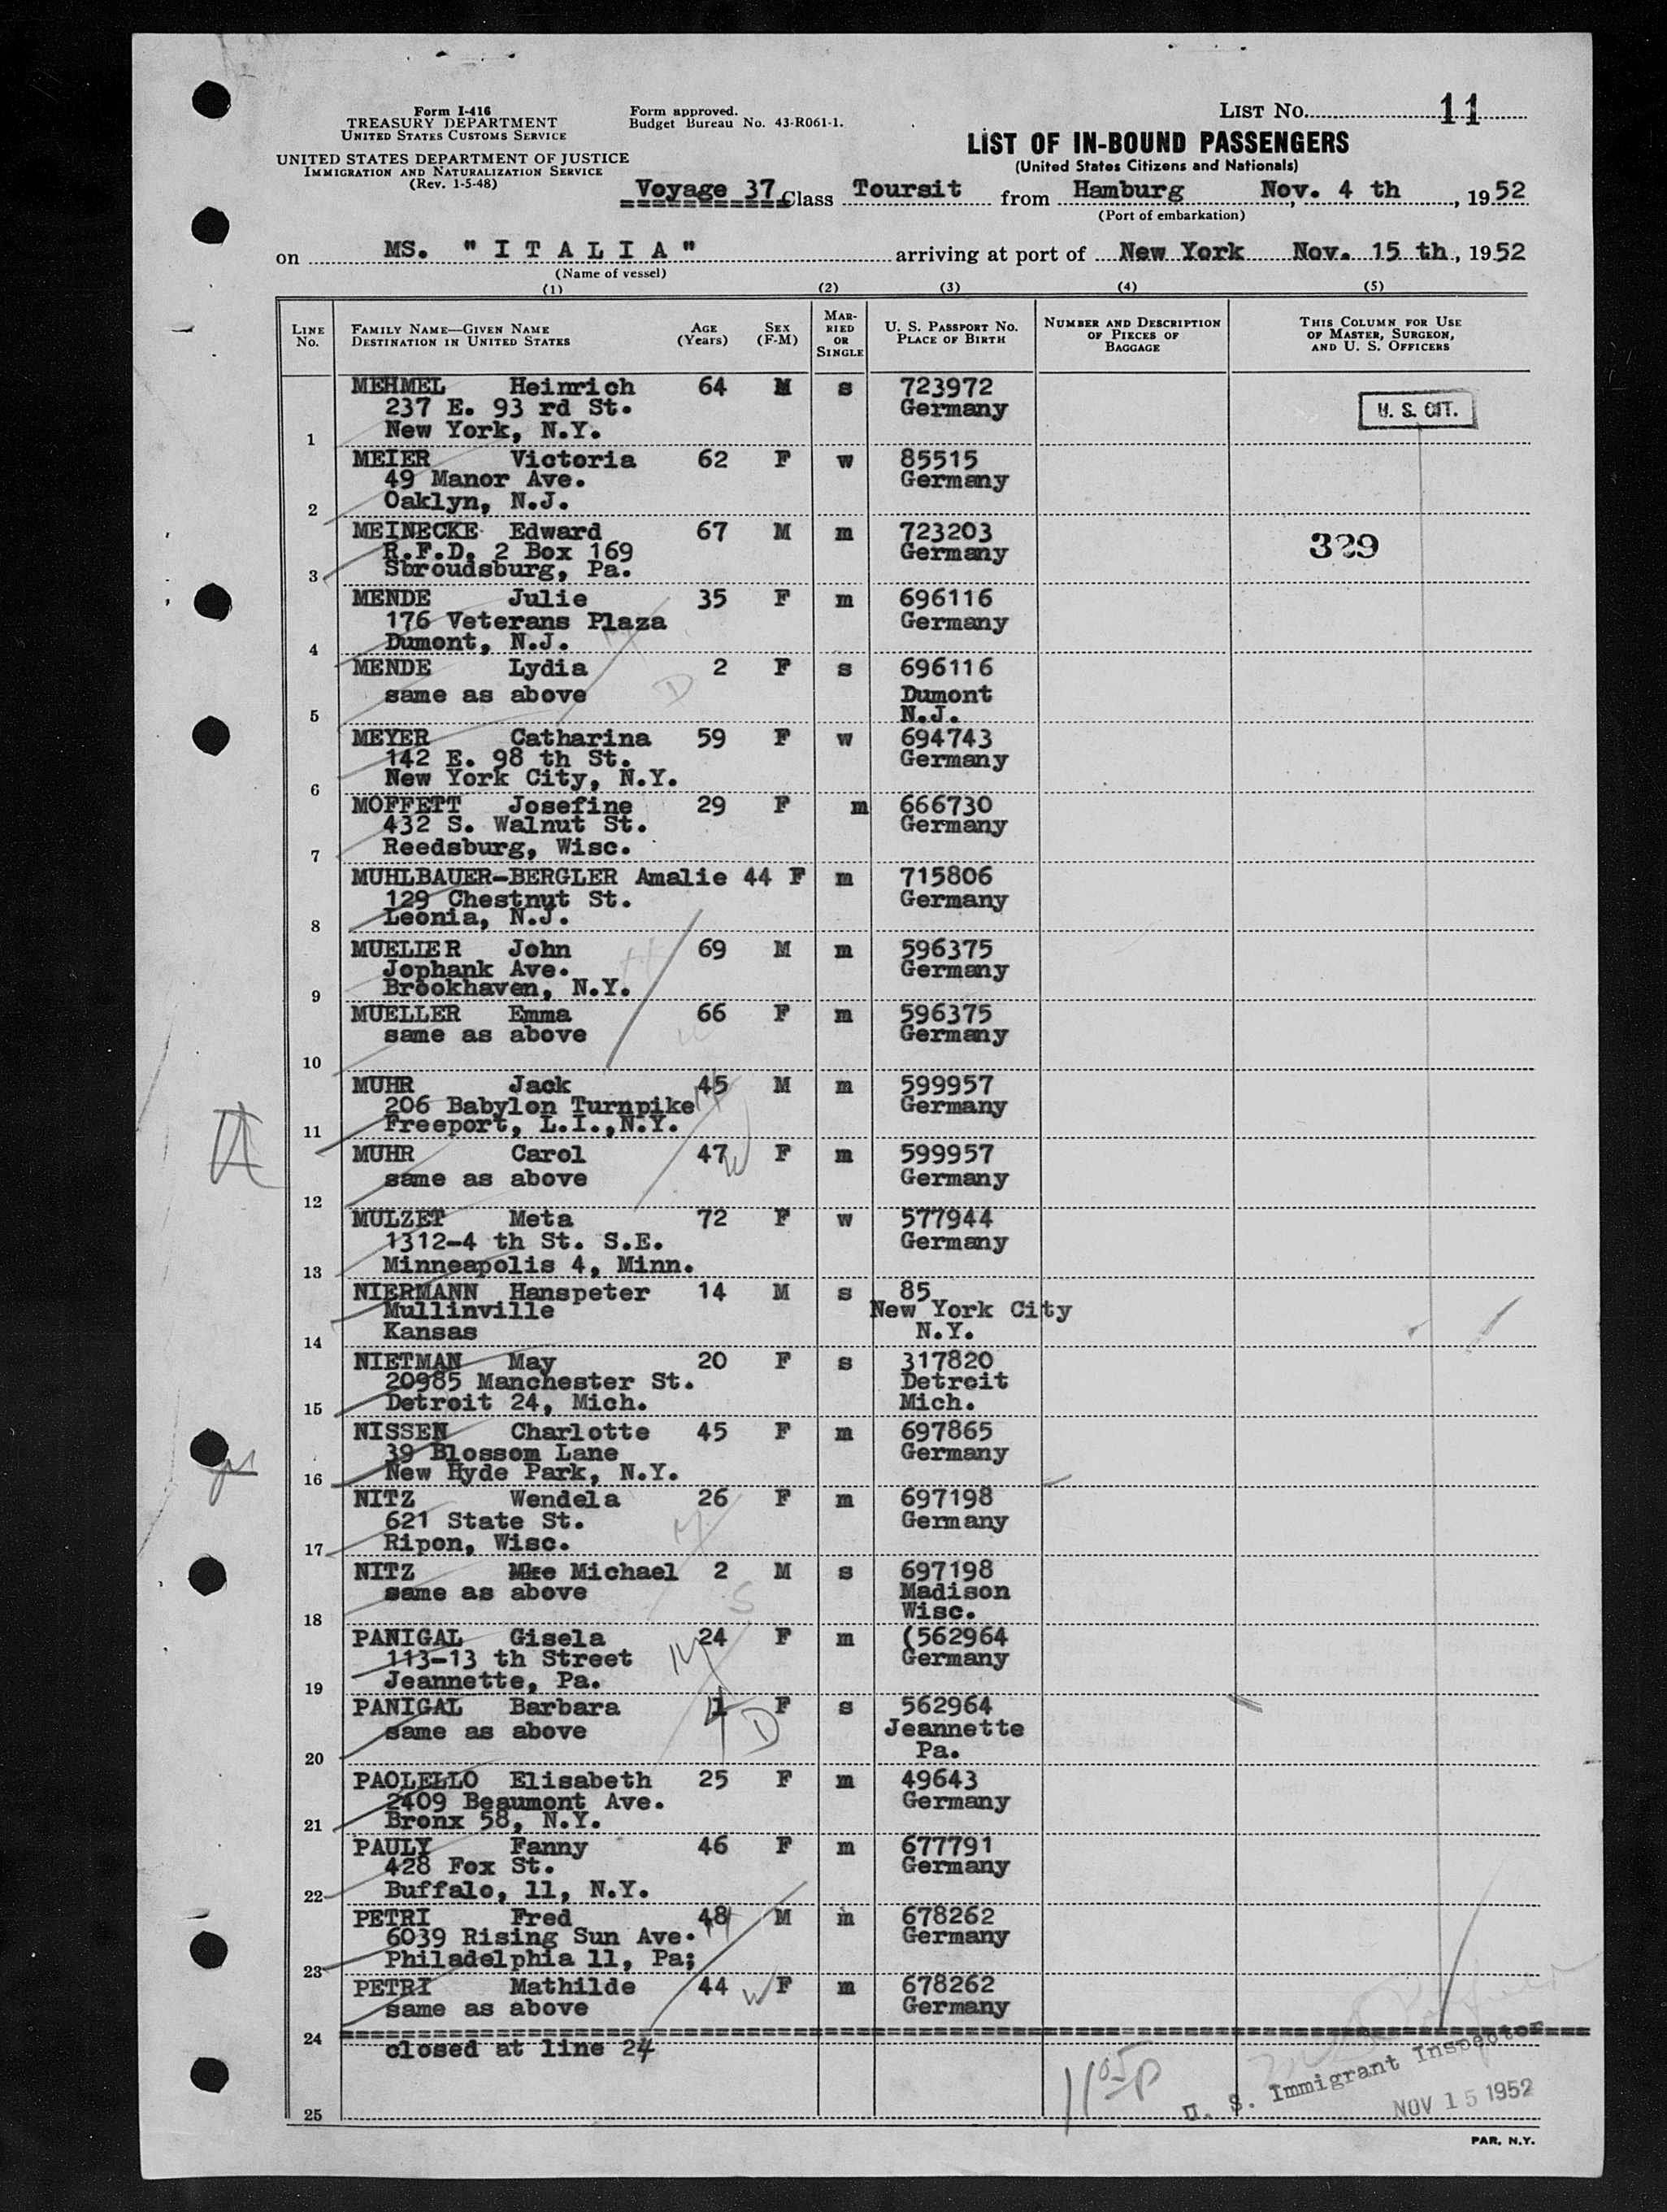 Form I-416
TREASURY DEPARTMENT
UNITED STATES CUSTOMS SERVICE
UNITED STATES DEPARTMENT OF JUSTICE
IMMIGRATION AND NATURALIZATION SERVICE
(Rev. 1-5-48)
Form approved.
Budget Bureau No. 43-R061-1.
LIST No. 11
LIST OF IN-BOUND PASSENGERS
(United States Citizens and Nationals)
Voyage 37 Class Toursit from Hamburg Nov. 4 th, 1952
(Port of embarkation)
on MS. "ITALIA" arriving at port of New York Nov. 15 th, 1952
(Name of vessel)
(1) (2) (3) (4) (5)
LINE No. FAMILY NAME—GIVEN NAME DESTINATION IN UNITED STATES AGE (Years) SEX (F-M) MARRIED OR SINGLE U. S. PASSPORT NO. PLACE OF BIRTH NUMBER AND DESCRIPTION OF PIECES OF BAGGAGE THIS COLUMN FOR USE OF MASTER, SURGEON, AND U. S. OFFICERS
MEHMEL Heinrich 64 M s 723972
237 E. 93 rd St. Germany U. S. CIT.
1 New York, N.Y.
MEIER Victoria 62 F w 85515
49 Manor Ave. Germany
2 Oaklyn, N.J.
MEINECKE Edward 67 M m 723203
R.F.D. 2 Box 169 Germany 329
3 Sbroudsburg, Pa.
MENDE Julie 35 F m 696116
176 Veterans Plaza Germany
4 Dumont, N.J.
MENDE Lydia 2 F s 696116
same as above D Dumont
5 N.J.
MEYER Catharina 59 F w 694743
142 E. 98 th St. Germany
6 New York City, N.Y.
MOFFETT Josefine 29 F m 666730
432 S. Walnut St. Germany
7 Reedsburg, Wisc.
MUHLBAUER-BERGLER Amalie 44 F m 715806
129 Chestnut St. Germany
8 Leonia, N.J.
MUELIER John 69 M m 596375
Jophank Ave. Germany
9 Brookhaven, N.Y.
MUELLER Emma 66 F m 596375
same as above Germany
10
MUHR Jack 45 M m 599957
206 Babylon Turnpike Germany
11 Freeport, L.I.,N.Y.
MUHR Carol 47 W F m 599957
same as above Germany
12
MULZET Meta 72 F w 577944
1312-4 th St. S.E. Germany
13 Minneapolis 4, Minn.
NIERMANN Hanspeter 14 M s 85
Mullinville New York City
14 Kansas N.Y.
NIETMAN May 20 F s 317820
20985 Manchester St. Detroit
15 Detroit 24, Mich. Mich.
NISSEN Charlotte 45 F m 697865
39 Blossom Lane Germany
16 New Hyde Park, N.Y.
NITZ Wendela 26 F m 697198
621 State St. Germany
17 Ripon, Wisc.
NITZ Mke Michael 2 M s 697198
same as above S Madison
18 Wisc.
PANIGAL Gisela 24 F m (562964
113-13 th Street M Germany
19 Jeannette, Pa.
PANIGAL Barbara 1 F s 562964
same as above D Jeannette
20 Pa.
PAOLELLO Elisabeth 25 F m 49643
2409 Beaumont Ave. Germany
21 Bronx 58, N.Y.
PAULY Fanny 46 F m 677791
428 Fox St. Germany
22 Buffalo, 11, N.Y.
PETRI Fred 48 M m 678262
6039 Rising Sun Ave. Germany
23 Philadelphia 11, Pa;
PETRI Mathilde 44 W F m 678262
same as above Germany
24 closed at line 24
1105p
U. S. Immigrant Inspector
NOV 15 1952
25
PAR, N.Y.